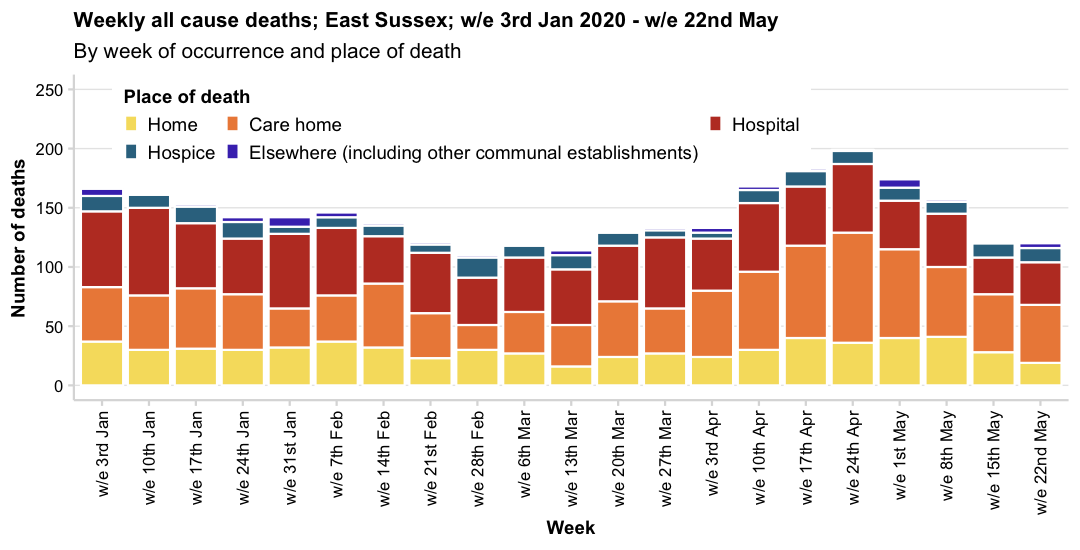 Weekly all cause deaths; East Sussex; w/e 3rd Jan 2020 - w/e 22nd May
By week of occurrence and place of death
Number of deaths
250
200
150
100
50
0
Place of death
Home
Care home
Hospital
Hospice
Elsewhere (including other communal establishments)
w/e 3rd Jan
w/e 10th Jan
w/e 17th Jan
w/e 24th Jan
w/e 31st Jan
w/e 7th Feb
w/e 14th Feb
w/e 21st Feb
w/e 28th Feb
w/e 6th Mar
w/e 13th Mar
w/e 20th Mar
w/e 27th Mar
w/e 3rd Apr
w/e 10th Apr
w/e 17th Apr
w/e 24th Apr
w/e 1st May
w/e 8th May
w/e 15th May
w/e 22nd May
Week